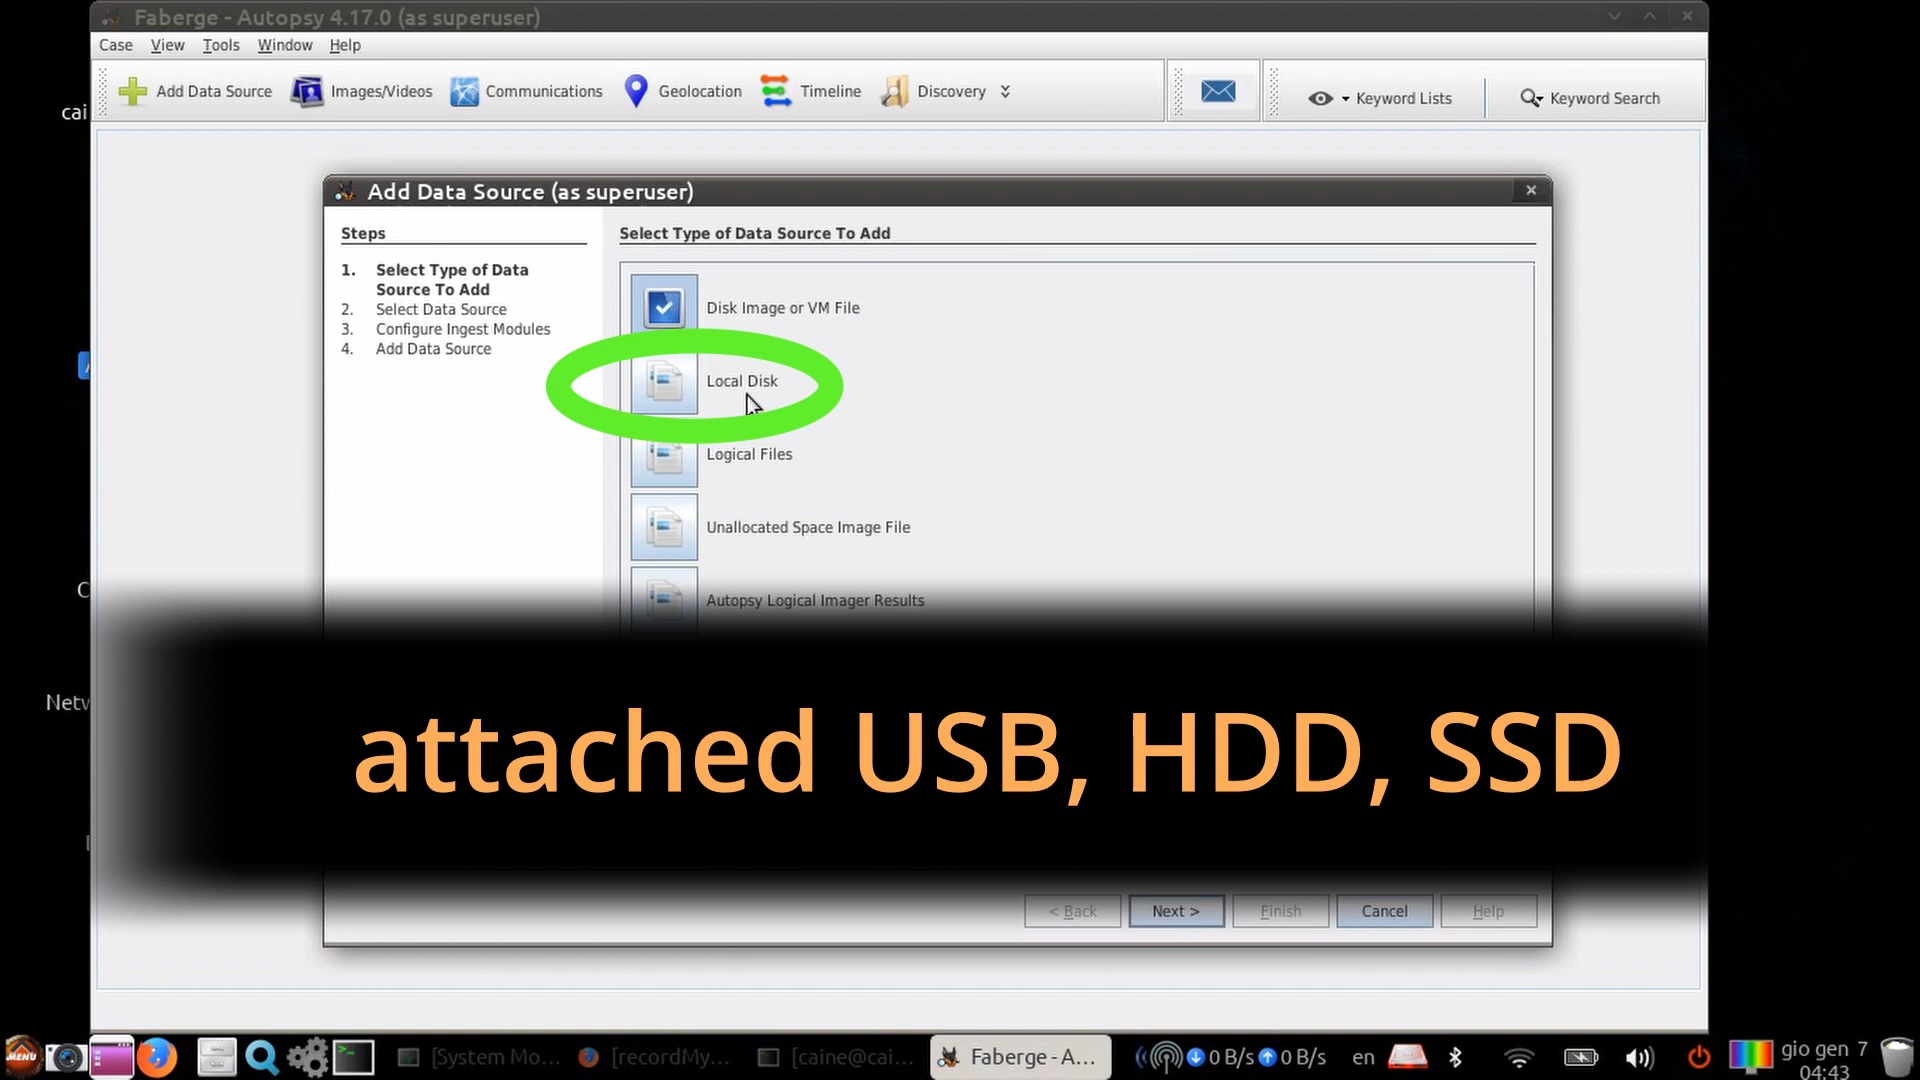 Faberge - Autopsy 4.17.0 (as superuser)
Case View Tools Window Help
Add Data Source Images/Videos Communications Geolocation Timeline Discovery
Keyword Lists Keyword Search
cai
Add Data Source (as superuser)
Steps
Select Type of Data Source To Add
1. Select Type of Data
Source To Add
2. Select Data Source
3. Configure Ingest Modules
4. Add Data Source
Disk Image or VM File
Local Disk
Logical Files
Unallocated Space Image File
Autopsy Logical Imager Results
C
Netw
attached USB, HDD, SSD
< Back Next > Finish Cancel Help
MENU
[System Mo... [recordMy... [caine@cai... Faberge - A... 0 B/s 0 B/s en gio gen 7
04:43